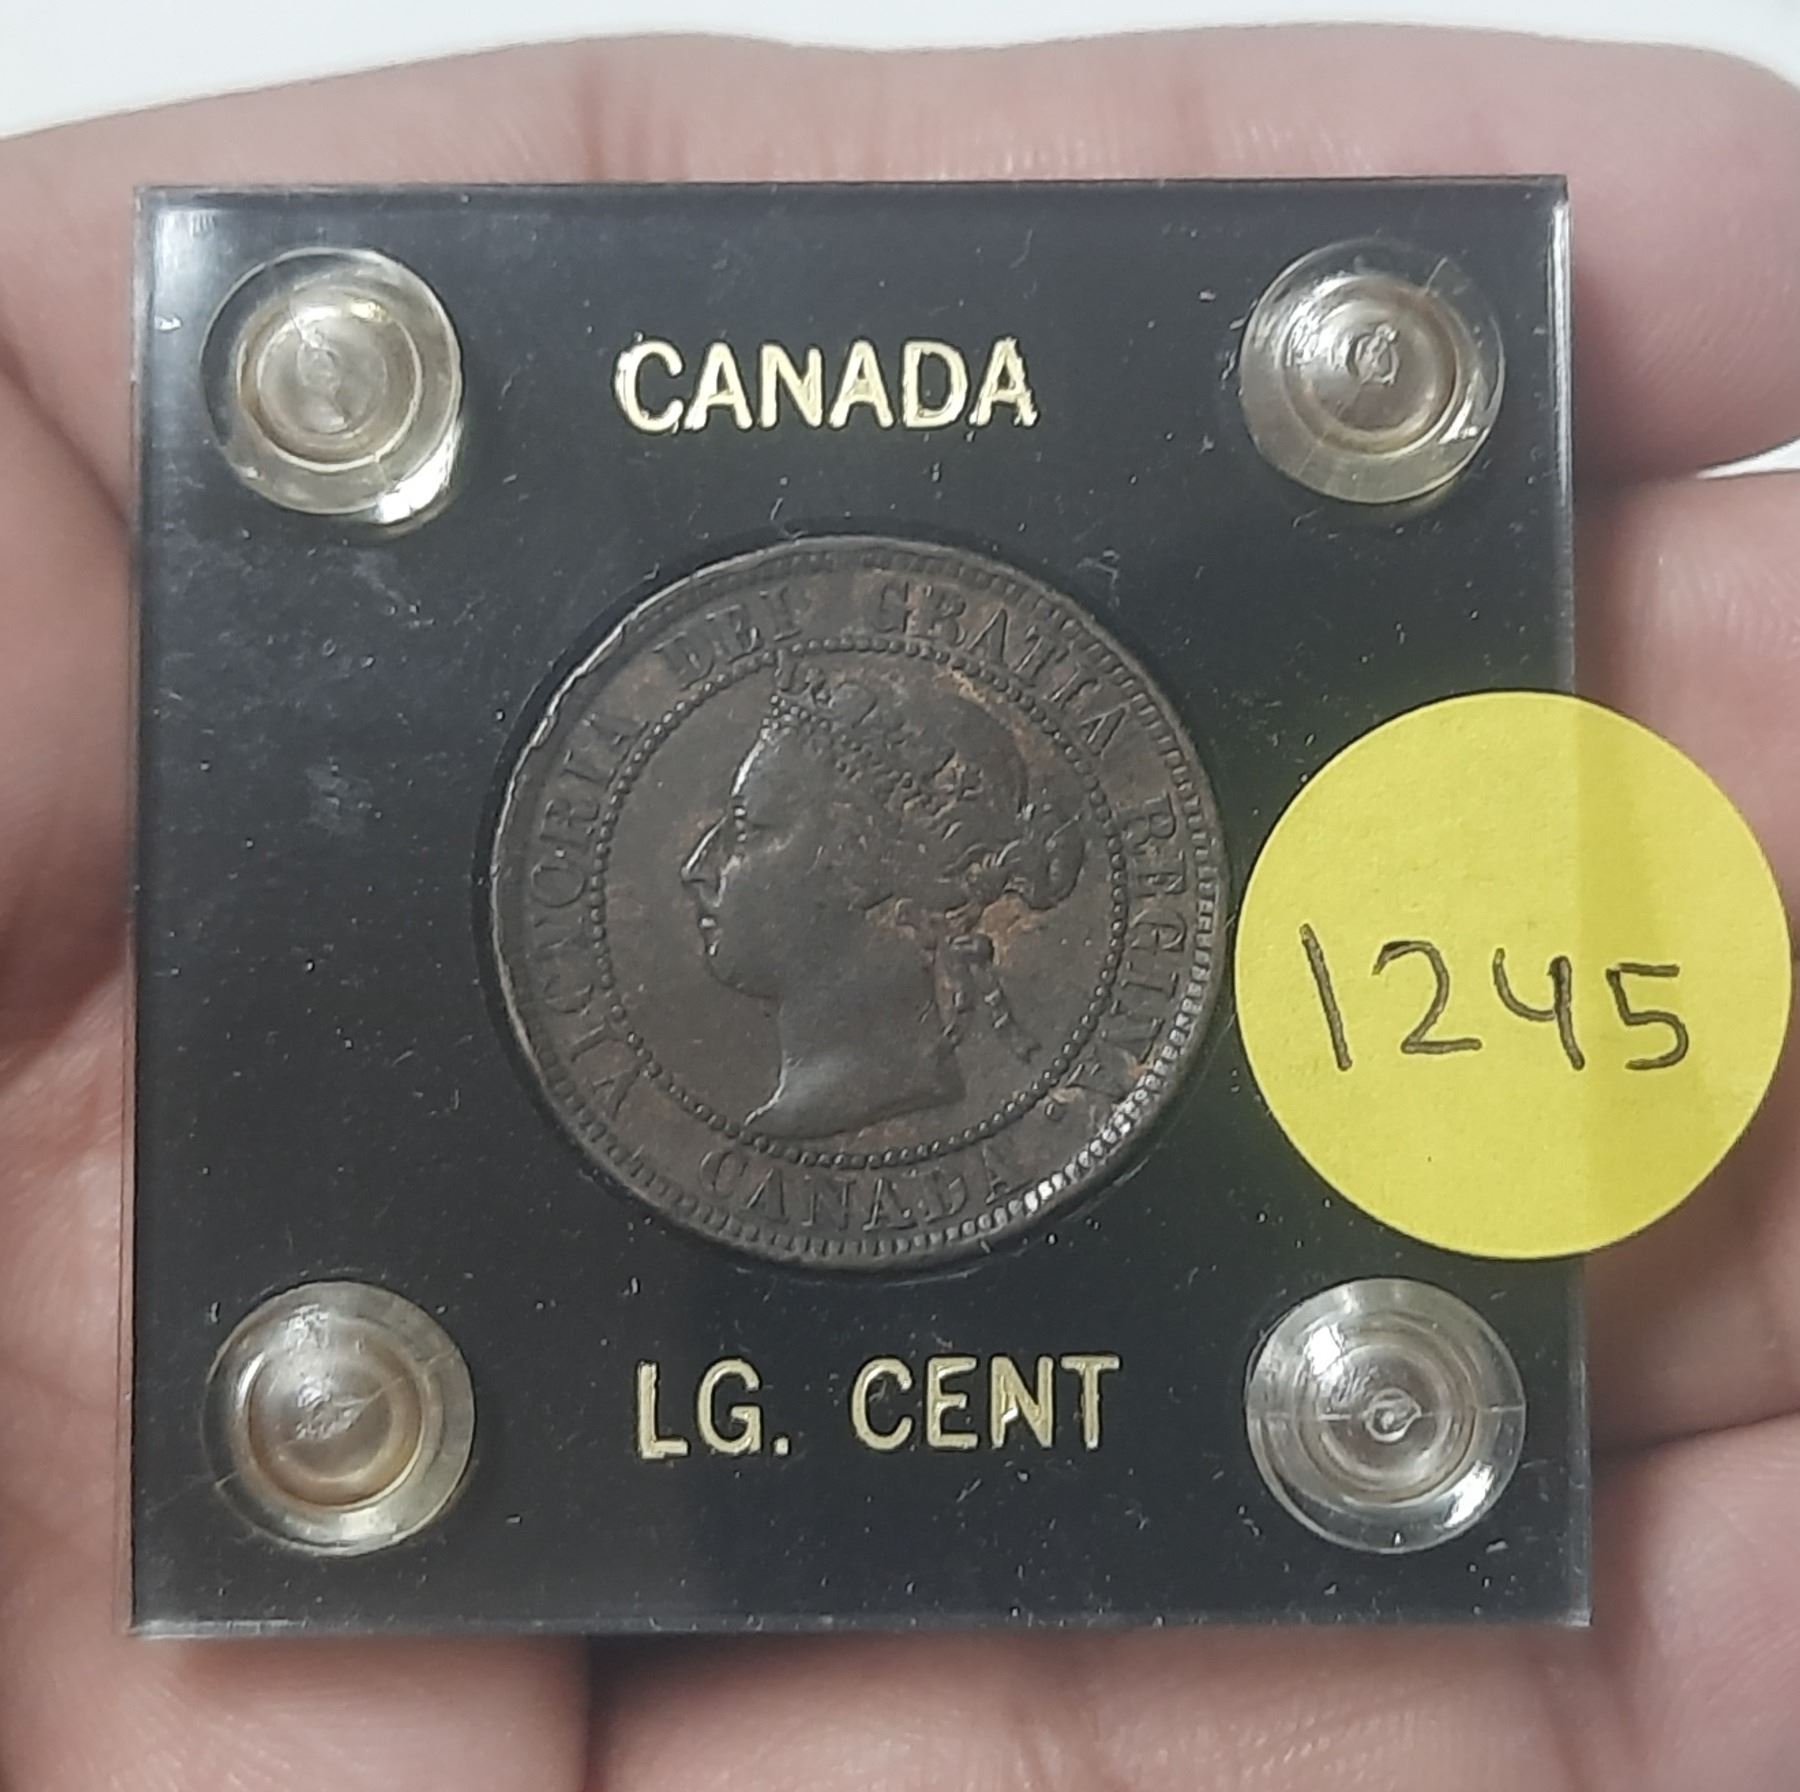 CANADA
VICTORIA DEI GRATIA REGINA.
CANADA
1245
LG. CENT